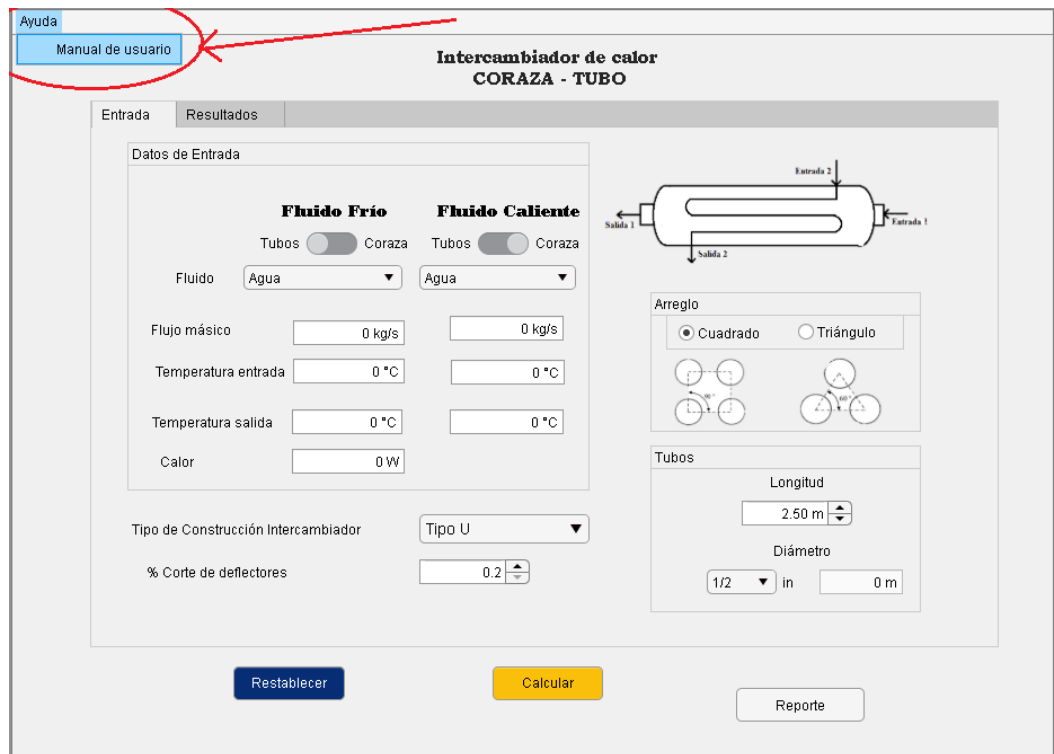 Ayuda
Manual de usuario
Intercambiador de calor
CORAZA - TUBO
Entrada Resultados
Datos de Entrada
Fluido Frío Fluido Caliente
Tubos Coraza Tubos Coraza
Fluido Agua Agua
Flujo másico 0 kg/s 0 kg/s
Temperatura entrada 0 °C 0 °C
Temperatura salida 0 °C 0 °C
Calor 0 W
Tipo de Construcción Intercambiador Tipo U
% Corte de deflectores 0.2
Entrada 2
Salida 1
Entrada 1
Salida 2
Arreglo
Cuadrado Triángulo
90° 60°
Tubos
Longitud
2.50 m
Diámetro
1/2 in 0 m
Restablecer Calcular Reporte